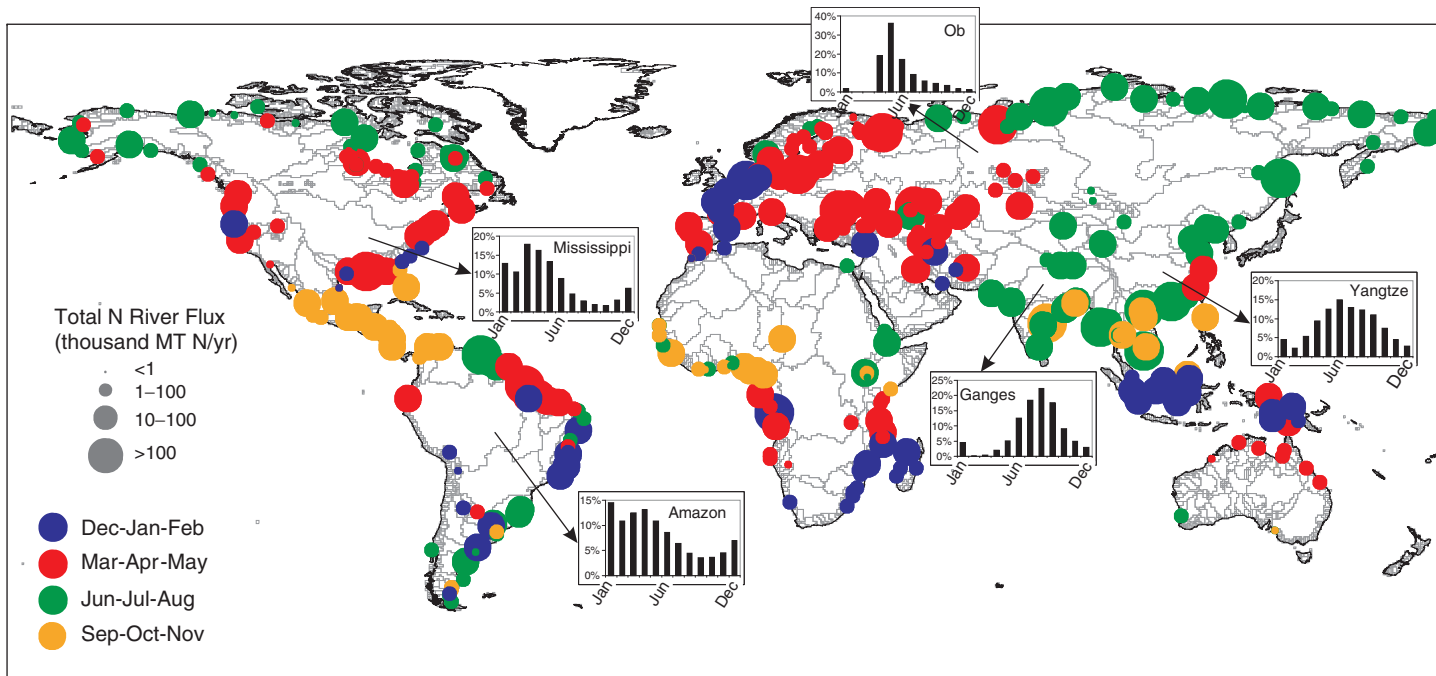 40%
30%
20%
10%
0%
Ob
Jan
Jun
Dec
20%
15%
10%
5%
0%
Mississippi
Jan
Jun
Dec
20%
15%
10%
5%
0%
Yangtze
Jan
Jun
Dec
25%
20%
15%
10%
5%
0%
Ganges
Jan
Jun
Dec
15%
10%
5%
0%
Amazon
Jan
Jun
Dec
Total N River Flux
(thousand MT N/yr)
<1
1–100
10–100
>100
Dec-Jan-Feb
Mar-Apr-May
Jun-Jul-Aug
Sep-Oct-Nov